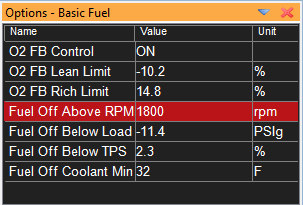 Options - Basic Fuel
Name Value Unit
O2 FB Control ON
O2 FB Lean Limit -10.2 %
O2 FB Rich Limit 14.8 %
Fuel Off Above RPM 1800 rpm
Fuel Off Below Load -11.4 PSIg
Fuel Off Below TPS 2.3 %
Fuel Off Coolant Min 32 F